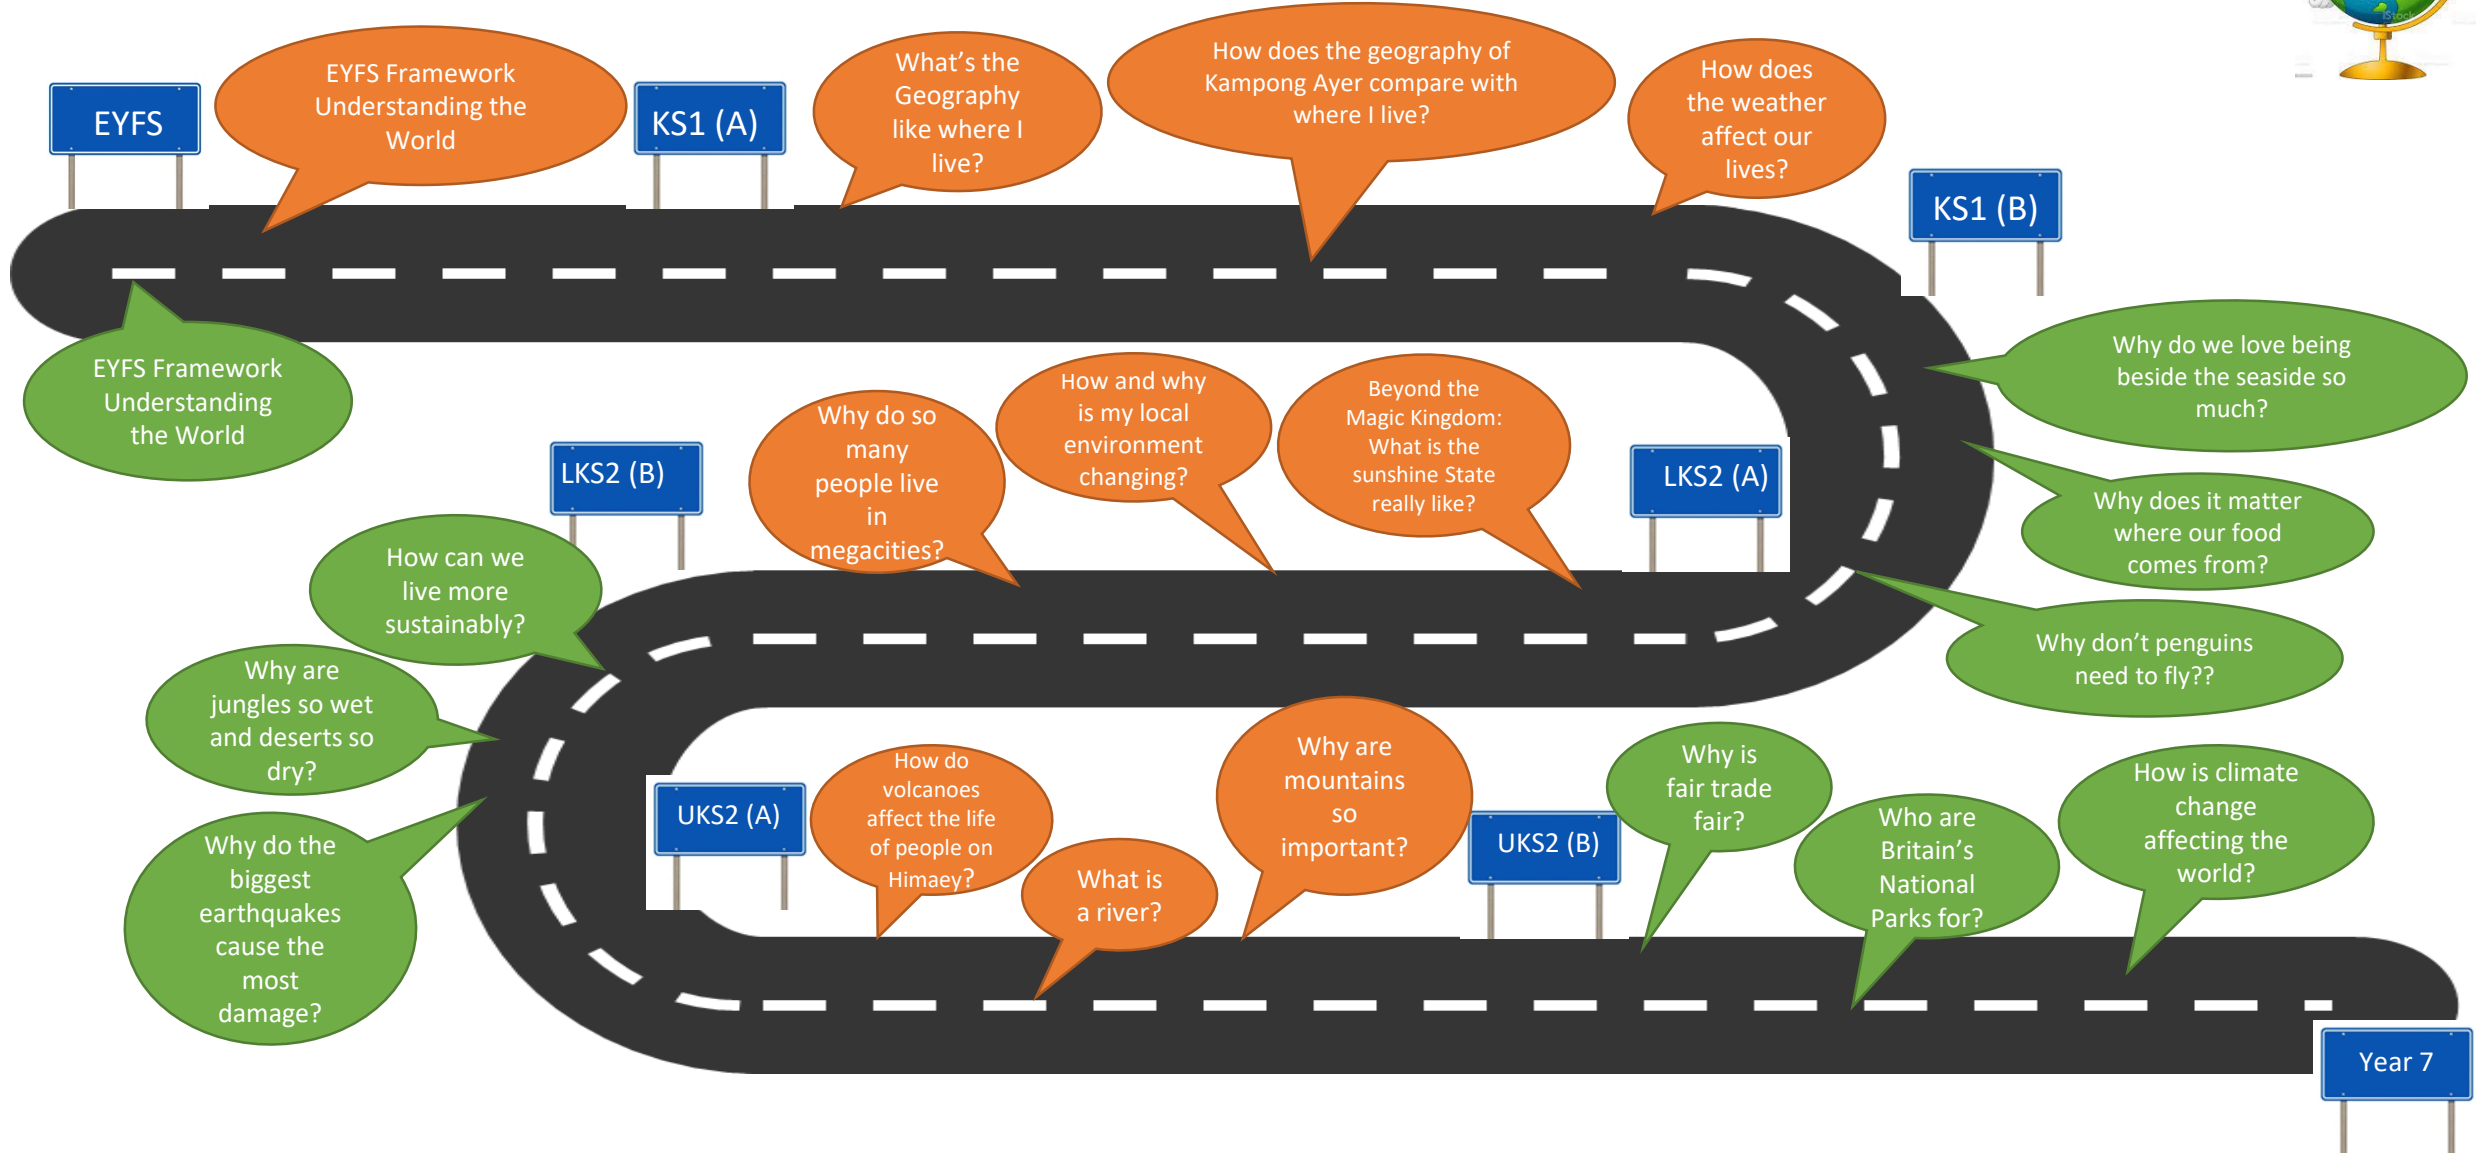 iStock
EYFS
EYFS Framework
Understanding the
World
KS1 (A)
What's the
Geography
like where I
live?
How does the geography of
Kampong Ayer compare with
where I live?
How does
the weather
affect our
lives?
KS1 (B)
EYFS Framework
Understanding
the World
Why do we love being
beside the seaside so
much?
Why does it matter
where our food
comes from?
Why don't penguins
need to fly??
LKS2 (A)
Beyond the
Magic Kingdom:
What is the
sunshine State
really like?
How and why
is my local
environment
changing?
Why do so
many
people live
in
megacities?
LKS2 (B)
How can we
live more
sustainably?
Why are
jungles so wet
and deserts so
dry?
Why do the
biggest
earthquakes
cause the
most
damage?
UKS2 (A)
How do
volcanoes
affect the life
of people on
Himaey?
What is
a river?
Why are
mountains
so
important?
UKS2 (B)
Why is
fair trade
fair?
Who are
Britain's
National
Parks for?
How is climate
change
affecting the
world?
Year 7